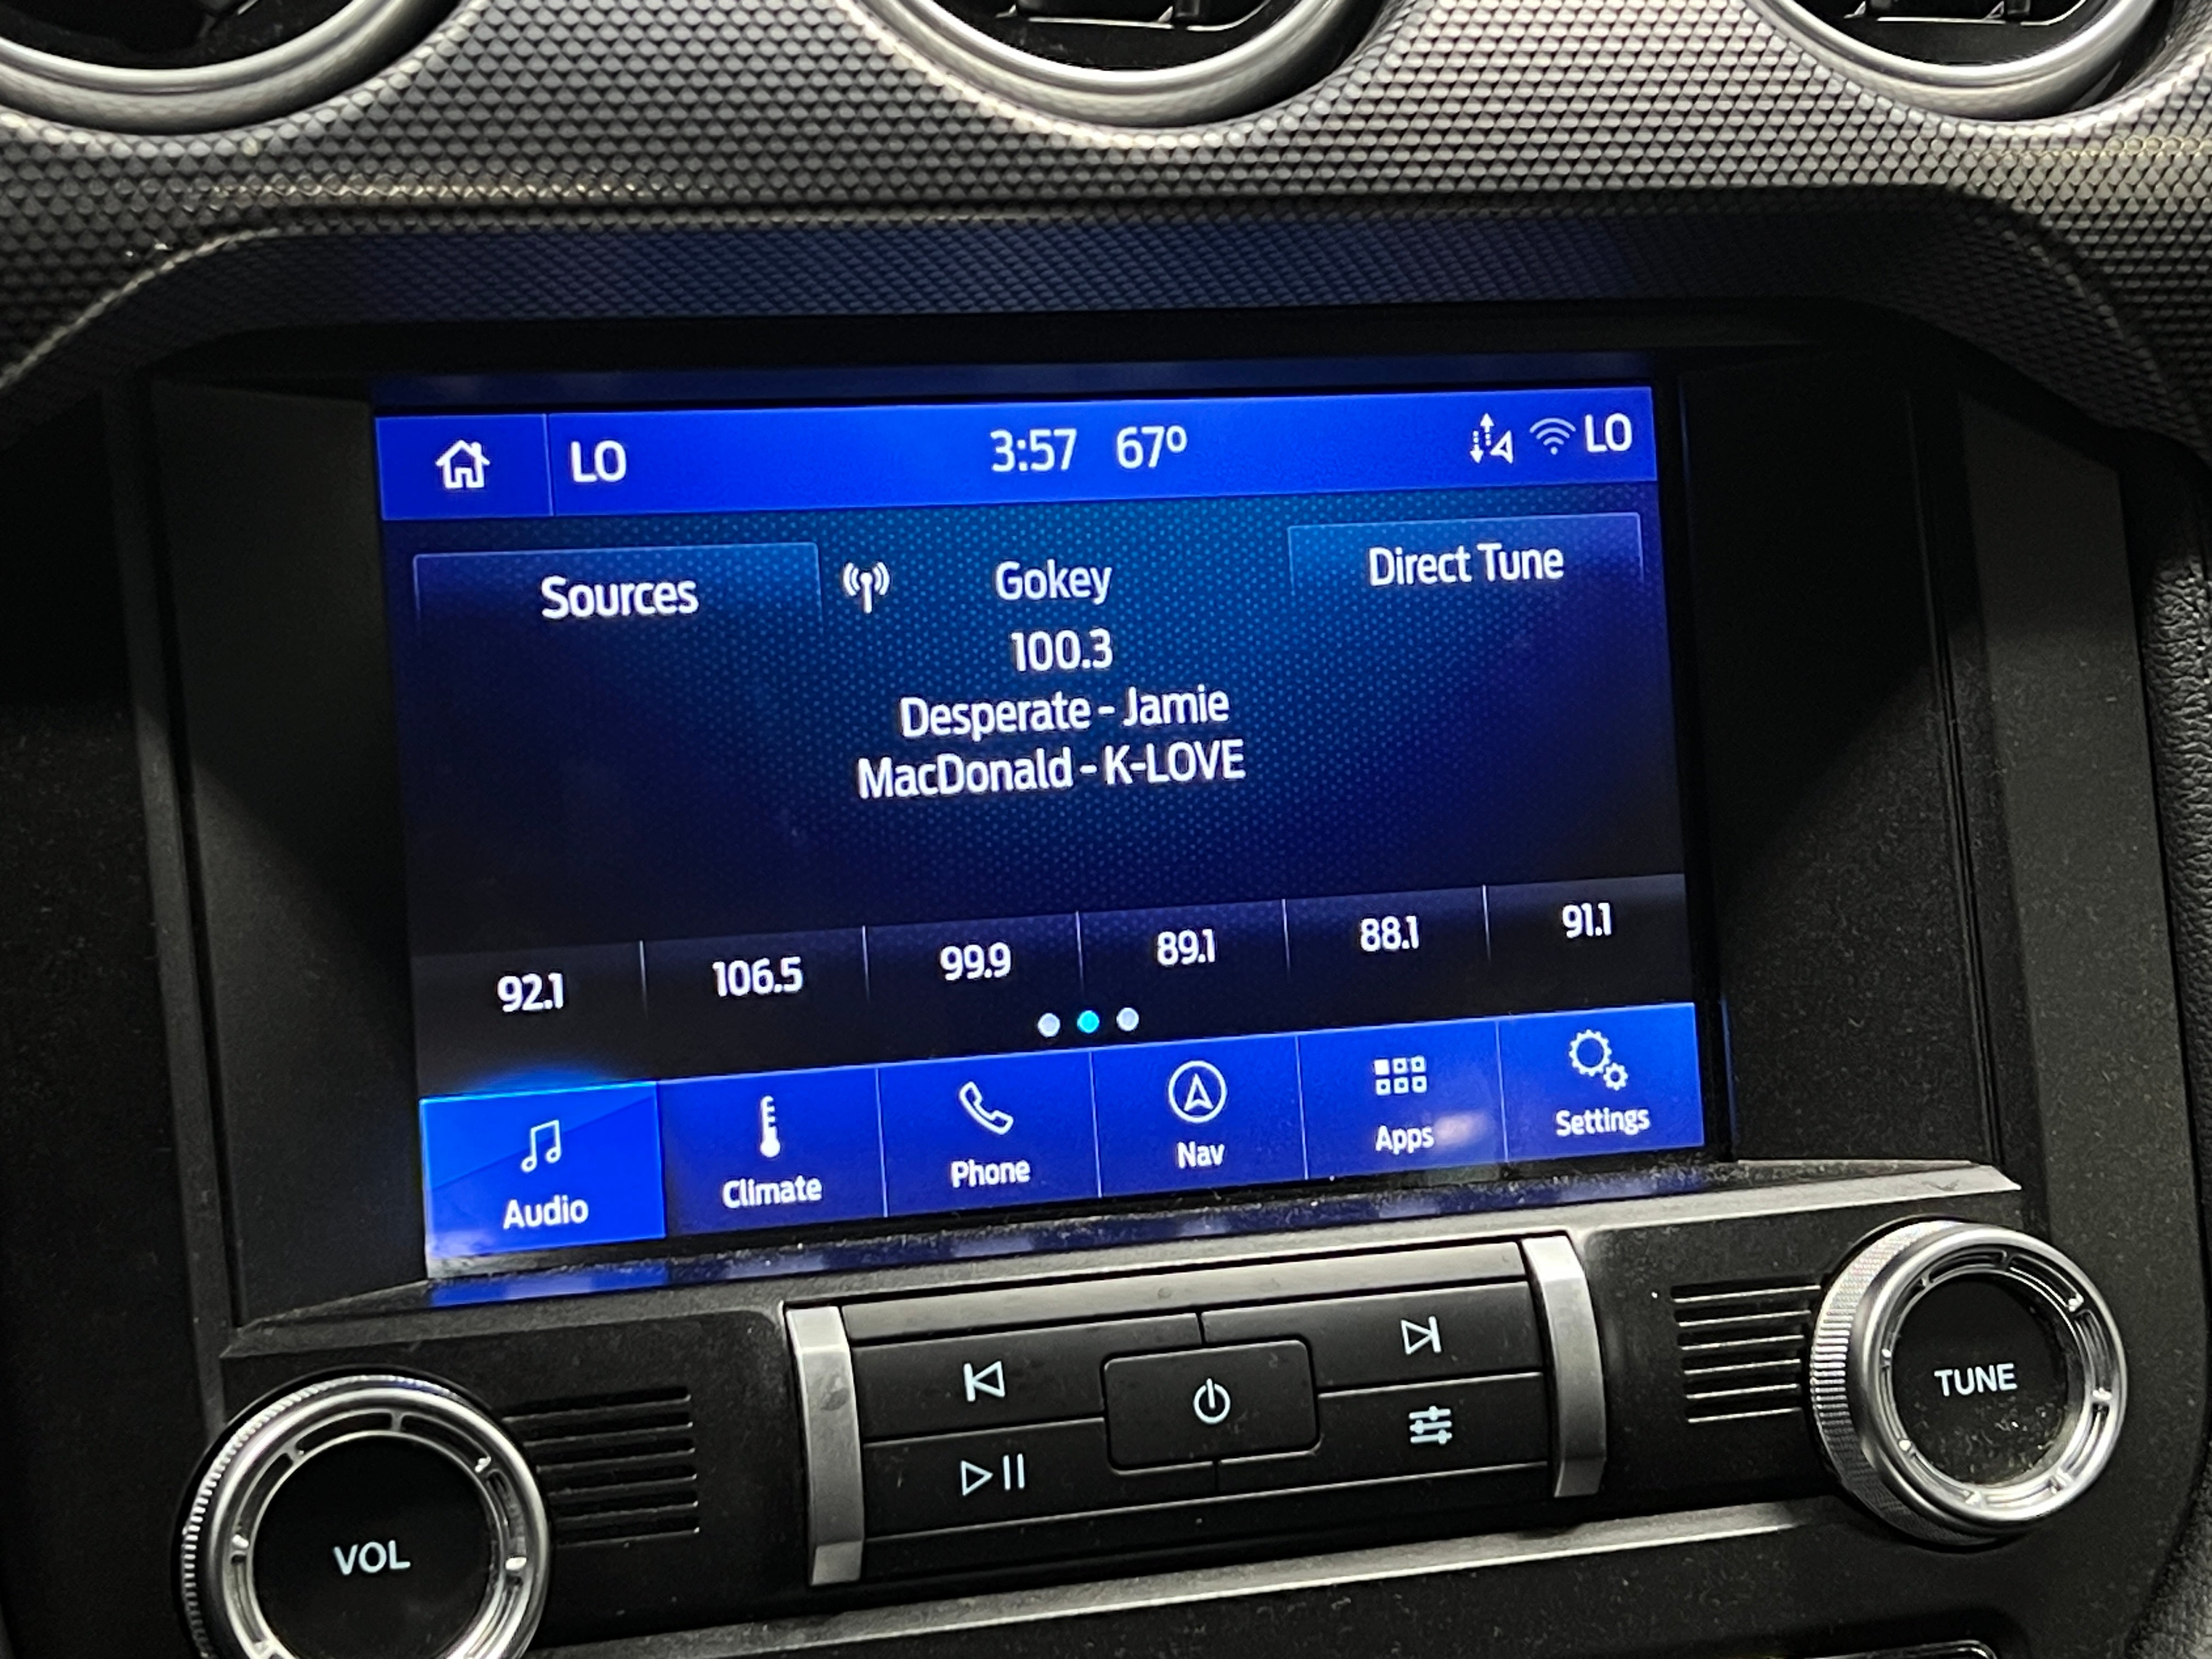 LO 3:57 67º LO
Sources Gokey Direct Tune
100.3
Desperate - Jamie
MacDonald - K-LOVE
92.1 106.5 99.9 89.1 88.1 91.1
Audio Climate Phone Nav Apps Settings
VOL TUNE